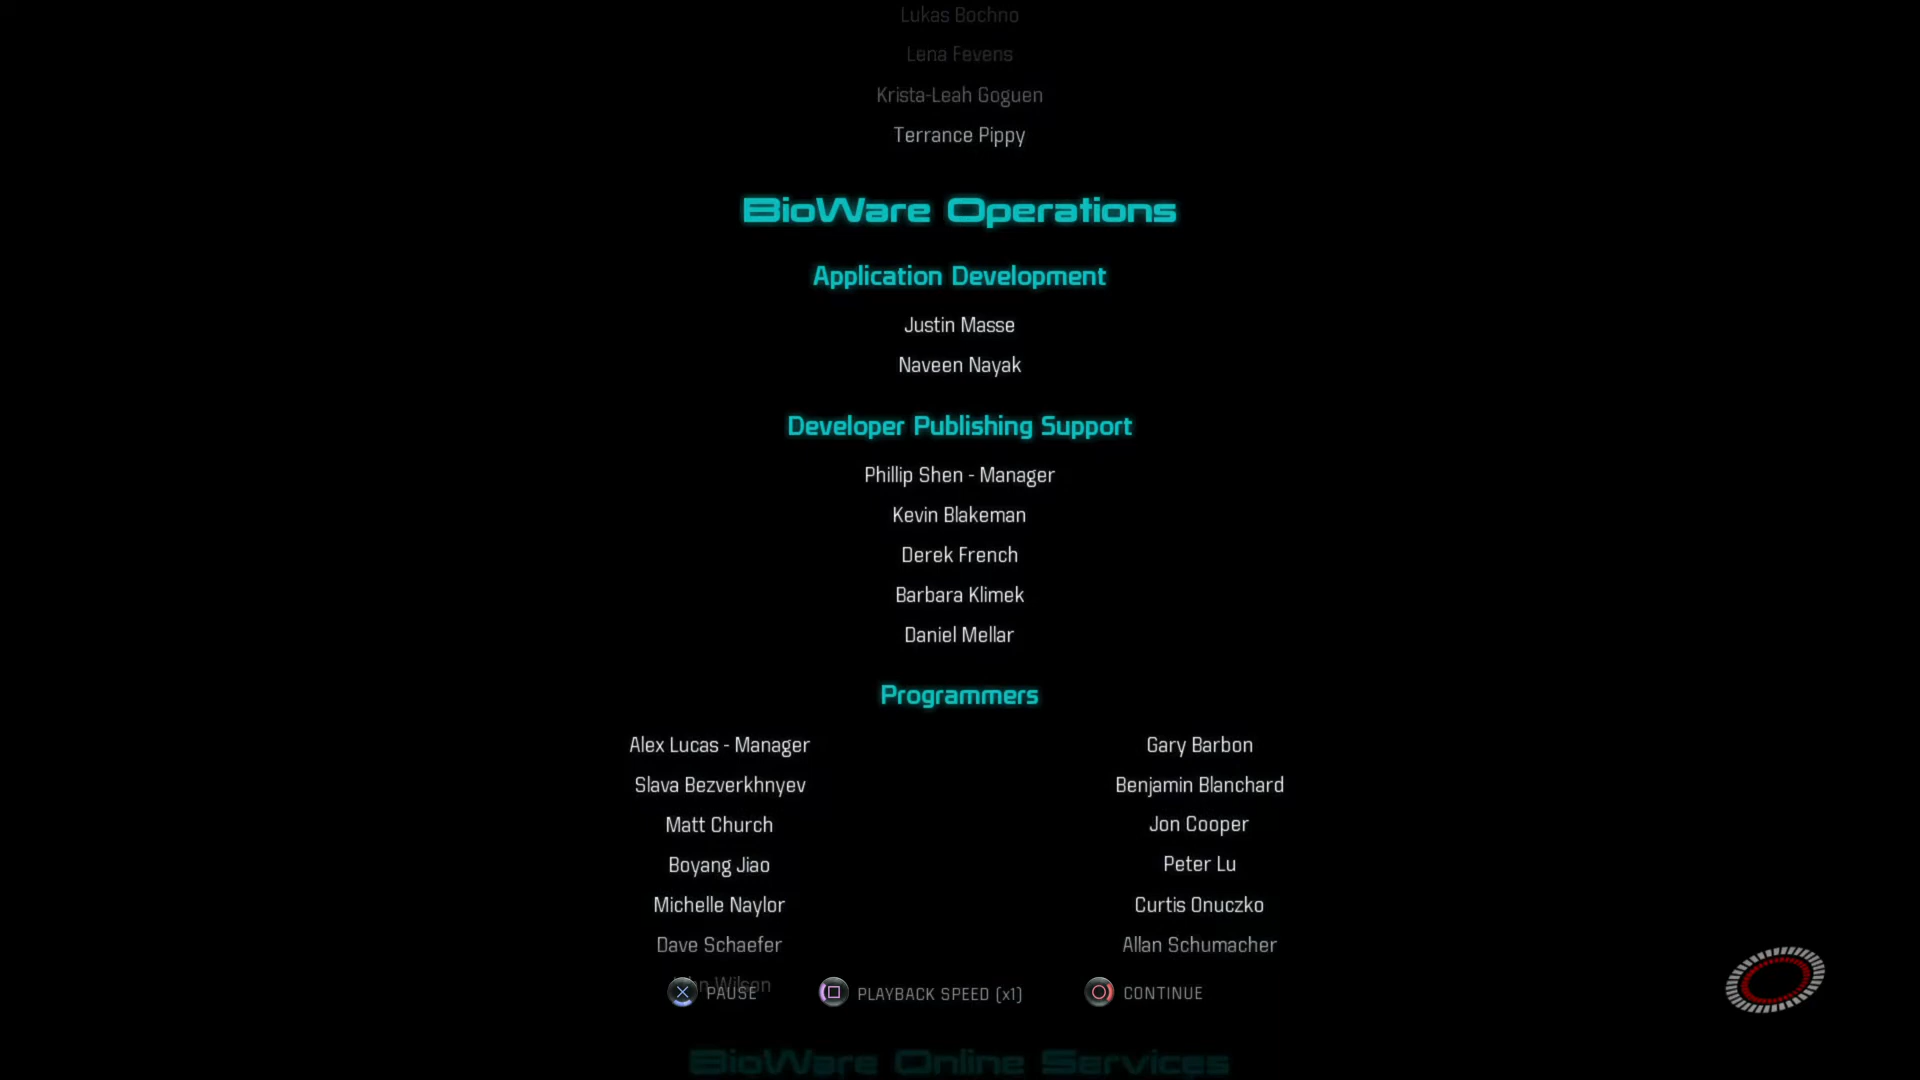 Lukas Bochno
Lena Fevens
Krista-Leah Goguen
Terrance Pippy
BioWare Operations
Application Development
Justin Masse
Naveen Nayak
Developer Publishing Support
Phillip Shen - Manager
Kevin Blakeman
Derek French
Barbara Klimek
Daniel Mellar
Programmers
Alex Lucas - Manager
Gary Barbon
Slava Bezverkhnyev
Benjamin Blanchard
Matt Church
Jon Cooper
Boyang Jiao
Peter Lu
Michelle Naylor
Curtis Onuczko
Dave Schaefer
Allan Schumacher
Wilson
PAUSE
PLAYBACK SPEED (x1)
CONTINUE
BioWare Online Services